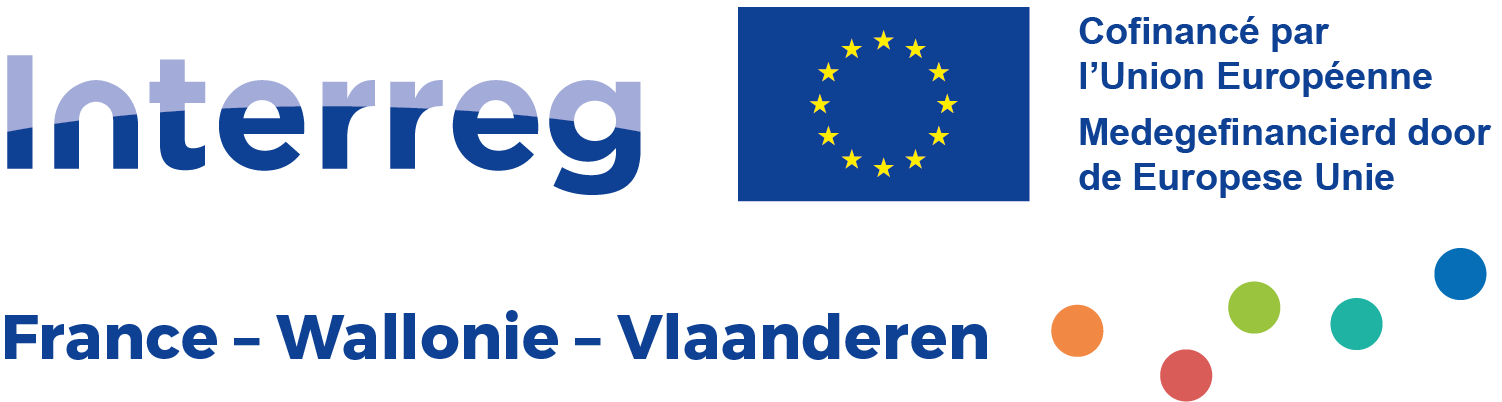 Interreg
Cofinancé par
l’Union Européenne
Medegefinancierd door
de Europese Unie
France – Wallonie – Vlaanderen